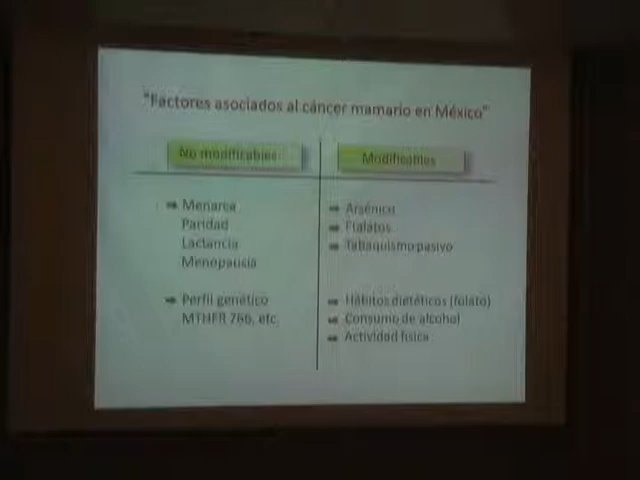 "Factores asociados al cáncer mamario en México"
No modificables
Modificables
Menarca
Paridad
Lactancia
Menopausia
Perfil genético
MTHFR 766, etc.
Arsénico
Ftalatos
Tabaquismo pasivo
Hábitos dietéticos (folato)
Consumo de alcohol
Actividad física